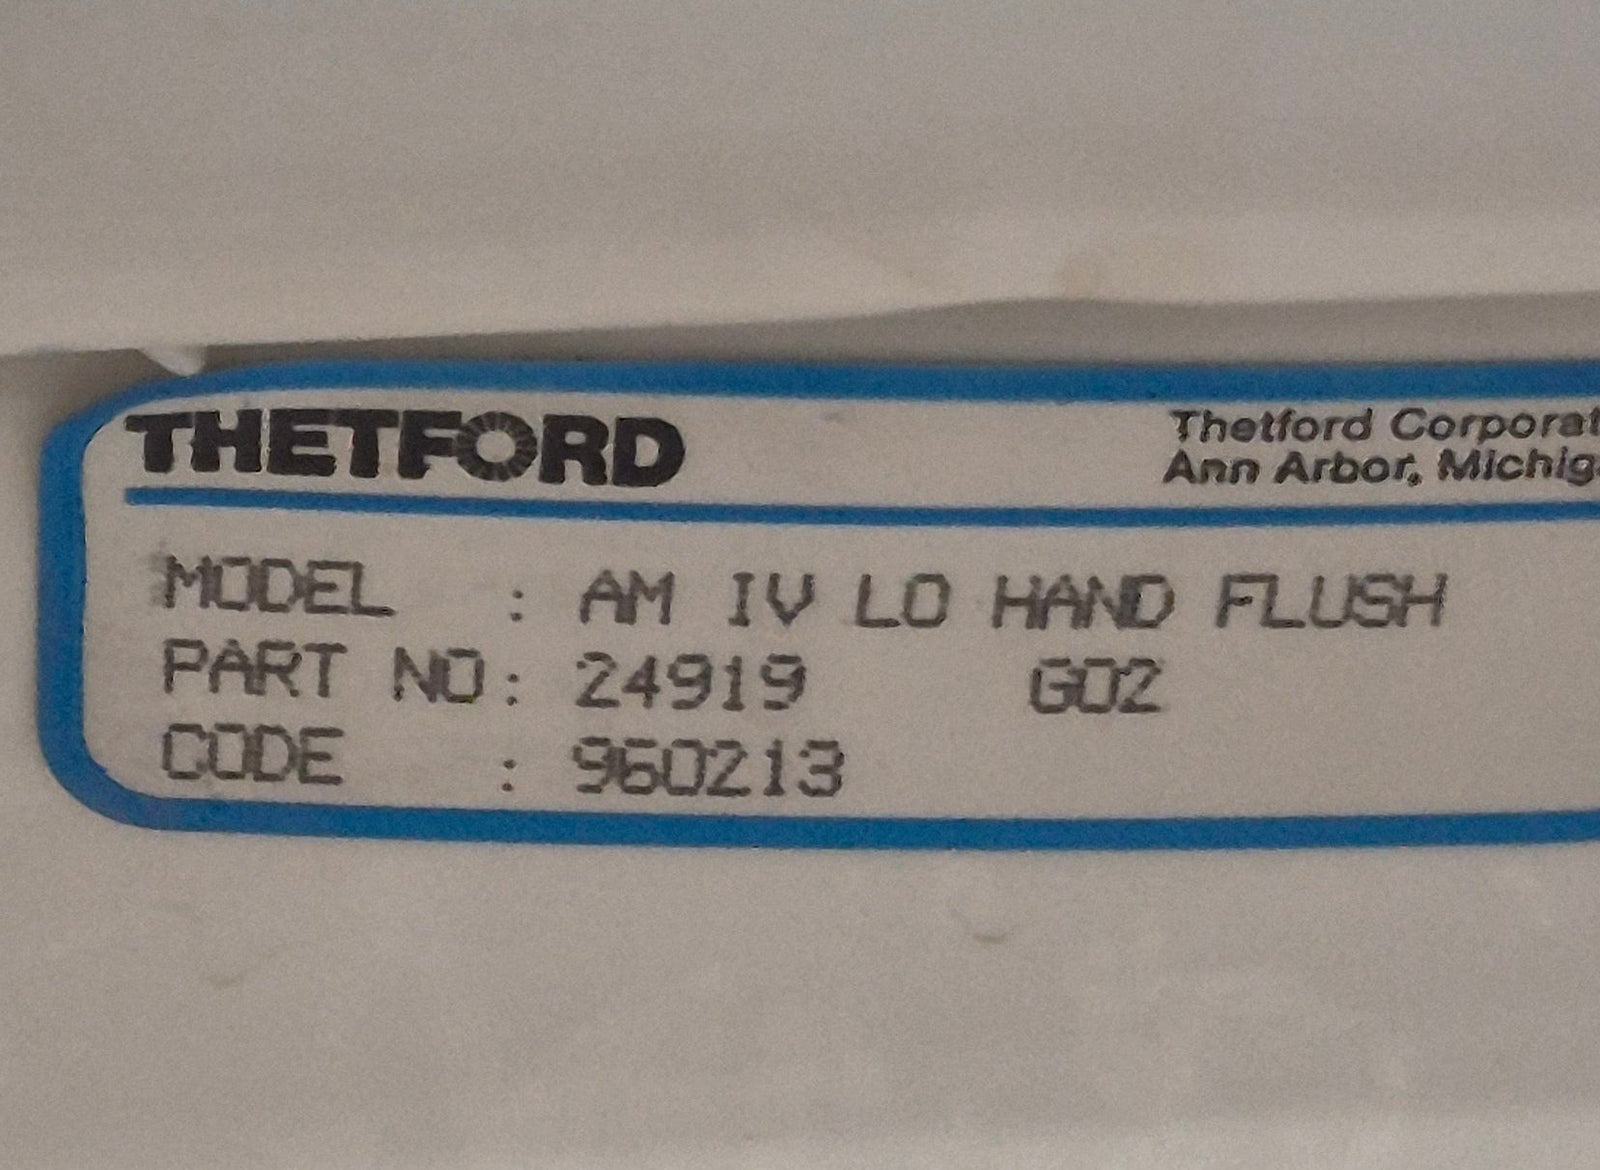 THETFORD
Thetford Corporat
Ann Arbor, Michig
MODEL : AM IV LO HAND FLUSH
PART NO: 24919 G02
CODE : 960213